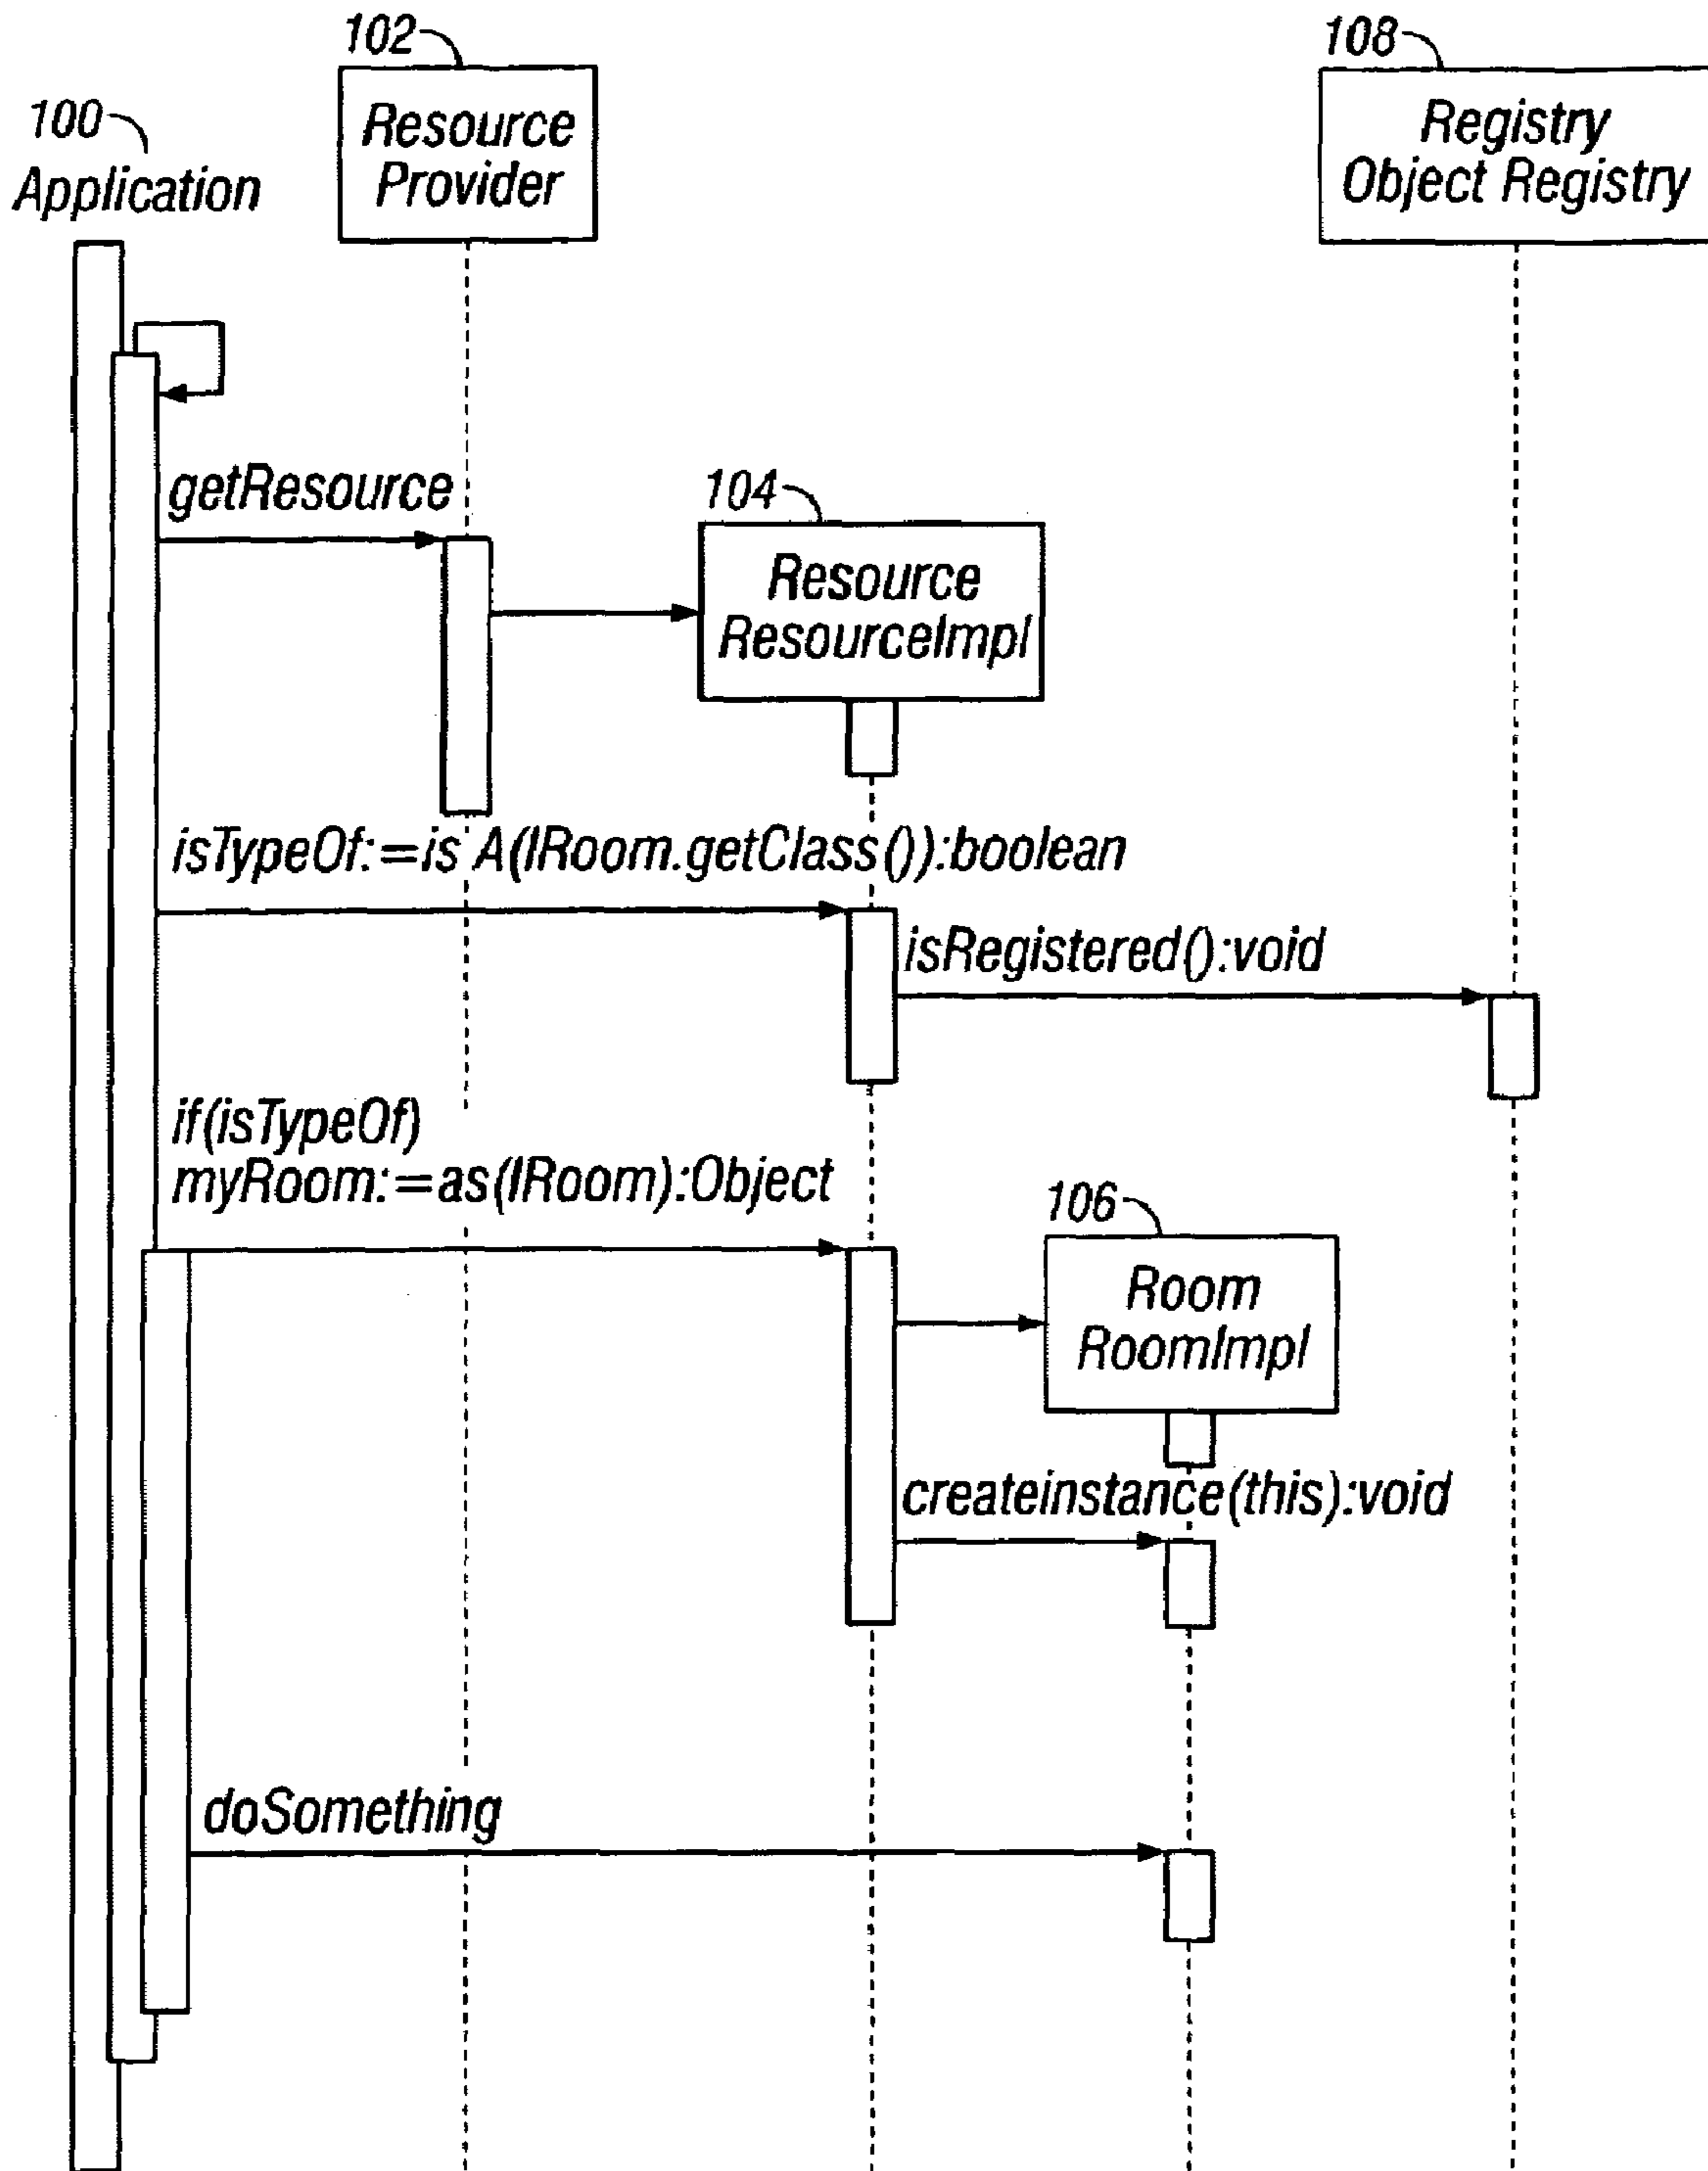 102
108
100
Application
Resource
Provider
Registry
Object Registry
getResource
104
Resource
ResourceImpl
isTypeOf:=is A(IRoom.getClass()):boolean
isRegistered():void
if(isTypeOf)
myRoom:=as(IRoom):Object
106
Room
RoomImpl
createinstance(this):void
doSomething